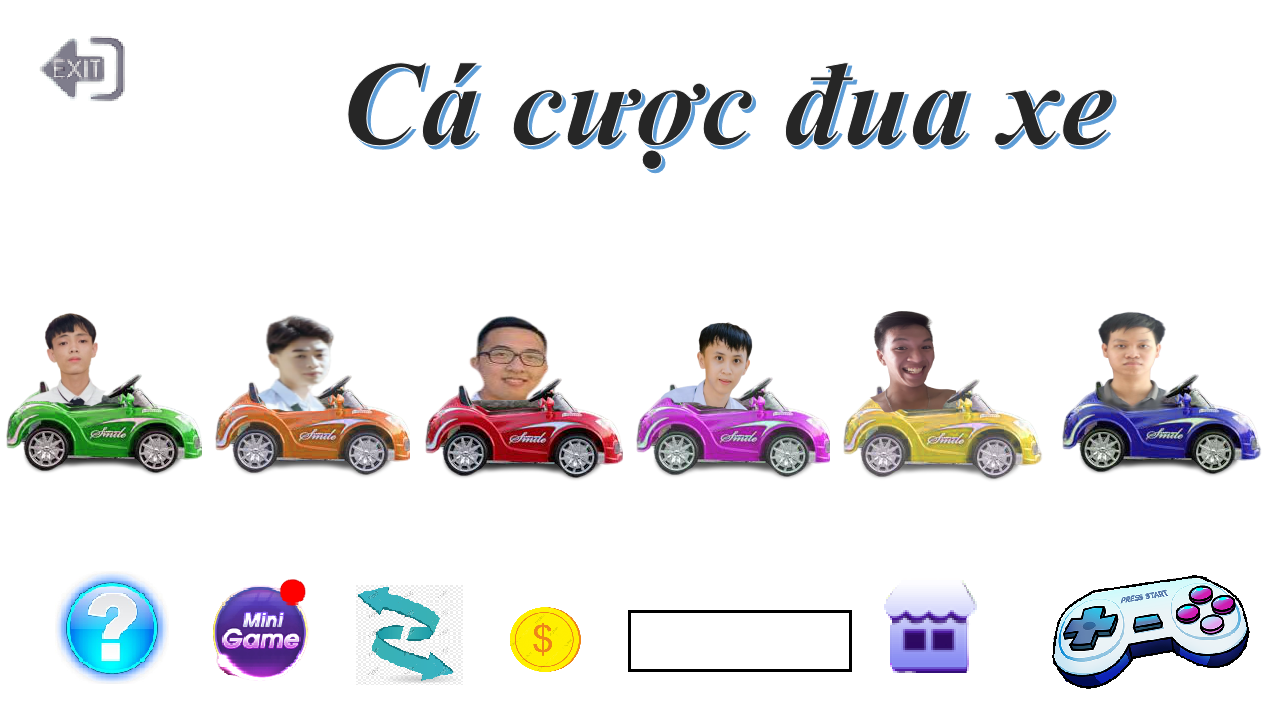 EXIT
Cá cược đua xe
Smile
Smile
Smile
Smile
Smile
Smile
?
Mini
Game
$
PRESS START